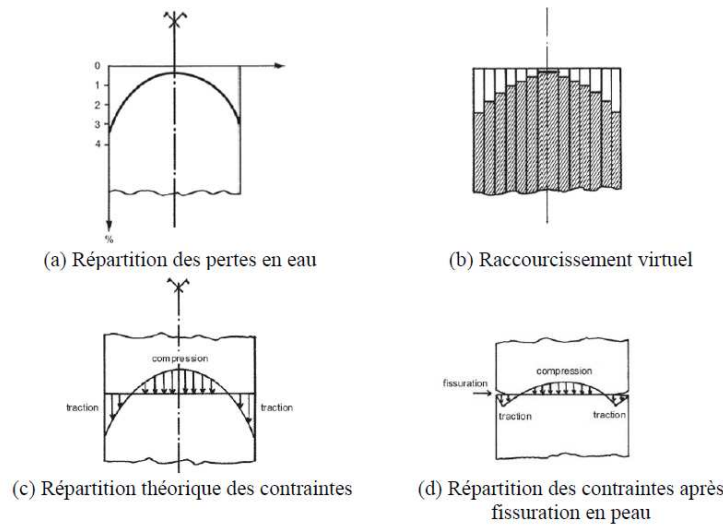 0
1
2
3
4
%
(a) Répartition des pertes en eau
(b) Raccourcissement virtuel
compression
traction
traction
(c) Répartition théorique des contraintes
compression
fissuration
traction
traction
(d) Répartition des contraintes après
fissuration en peau